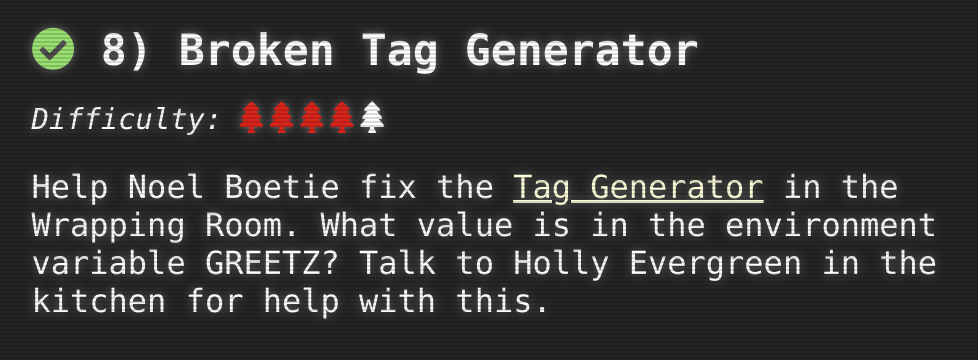 8) Broken Tag Generator
Difficulty:
Help Noel Boetie fix the Tag Generator in the
Wrapping Room. What value is in the environment
variable GREETZ? Talk to Holly Evergreen in the
kitchen for help with this.